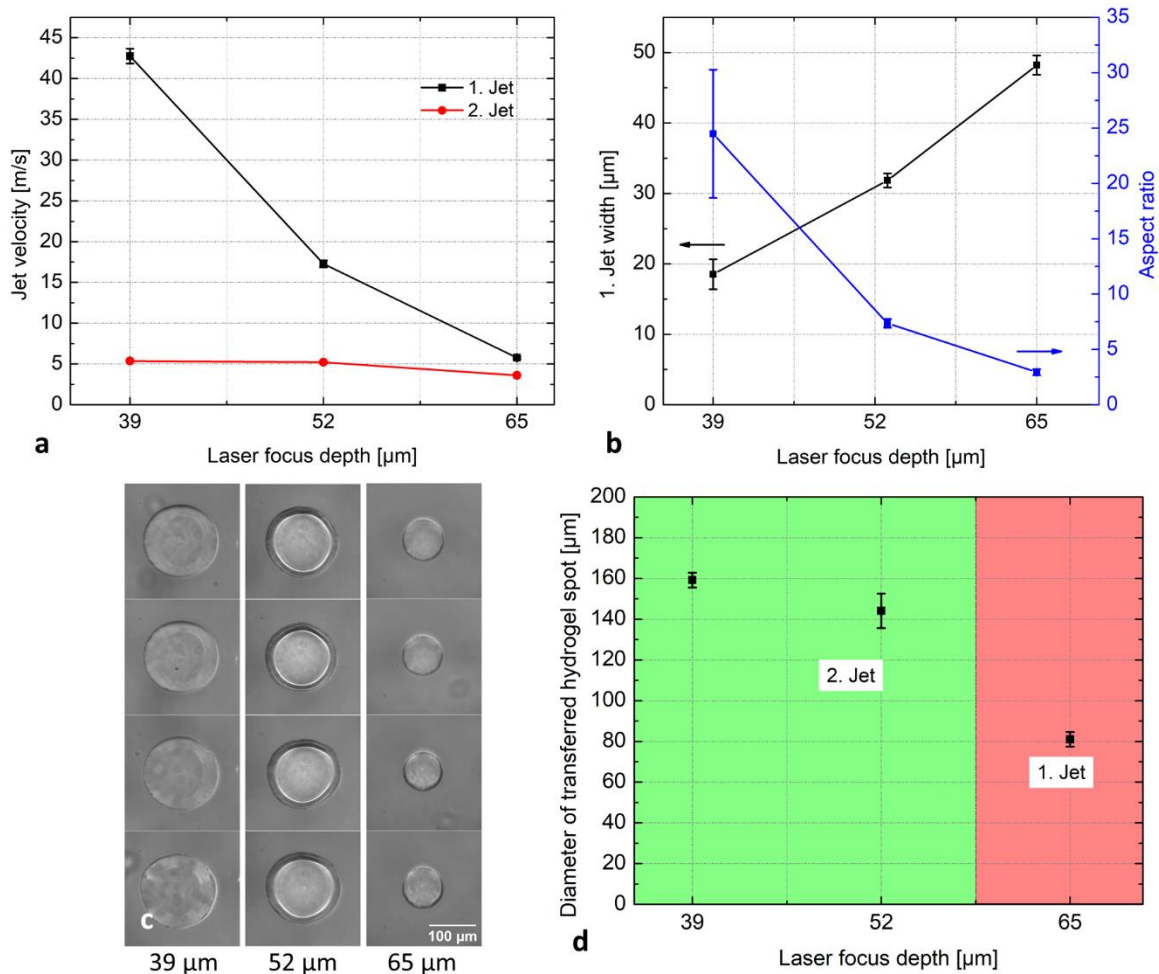 45
40
35
30
25
20
15
10
5
0
Jet velocity [m/s]
1. Jet
2. Jet
39
52
65
Laser focus depth [µm]
a
50
40
30
20
10
0
1. Jet width [µm]
35
30
25
20
15
10
5
0
Aspect ratio
39
52
65
Laser focus depth [µm]
b
c
100 µm
39 µm
52 µm
65 µm
200
180
160
140
120
100
80
60
40
20
0
Diameter of transferred hydrogel spot [µm]
2. Jet
1. Jet
39
52
65
Laser focus depth [µm]
d